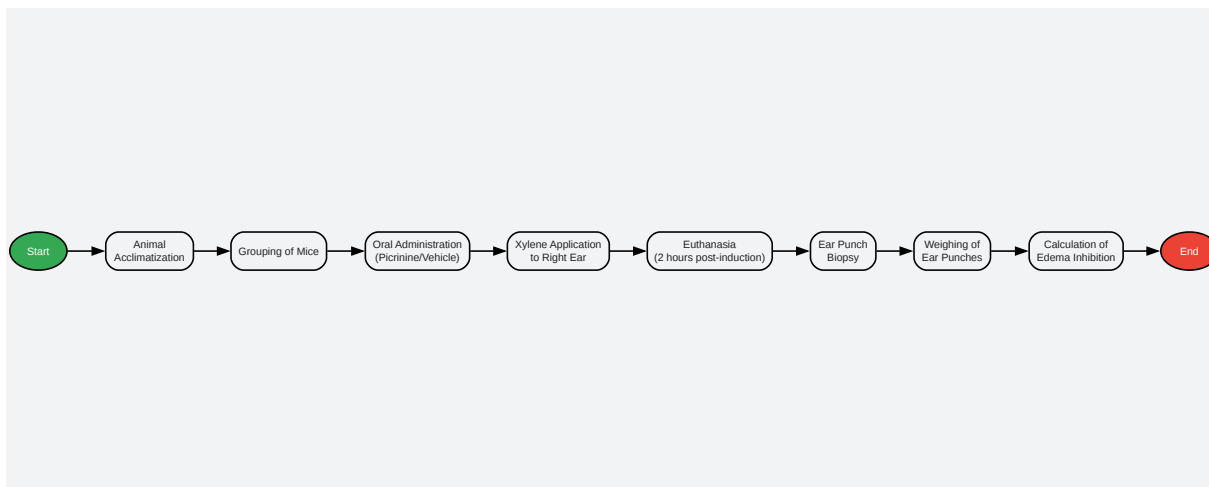 Start
Animal
Acclimatization
Grouping of Mice
Oral Administration
(Picrinine/Vehicle)
Xylene Application
to Right Ear
Euthanasia
(2 hours post-induction)
Ear Punch
Biopsy
Weighing of
Ear Punches
Calculation of
Edema Inhibition
End